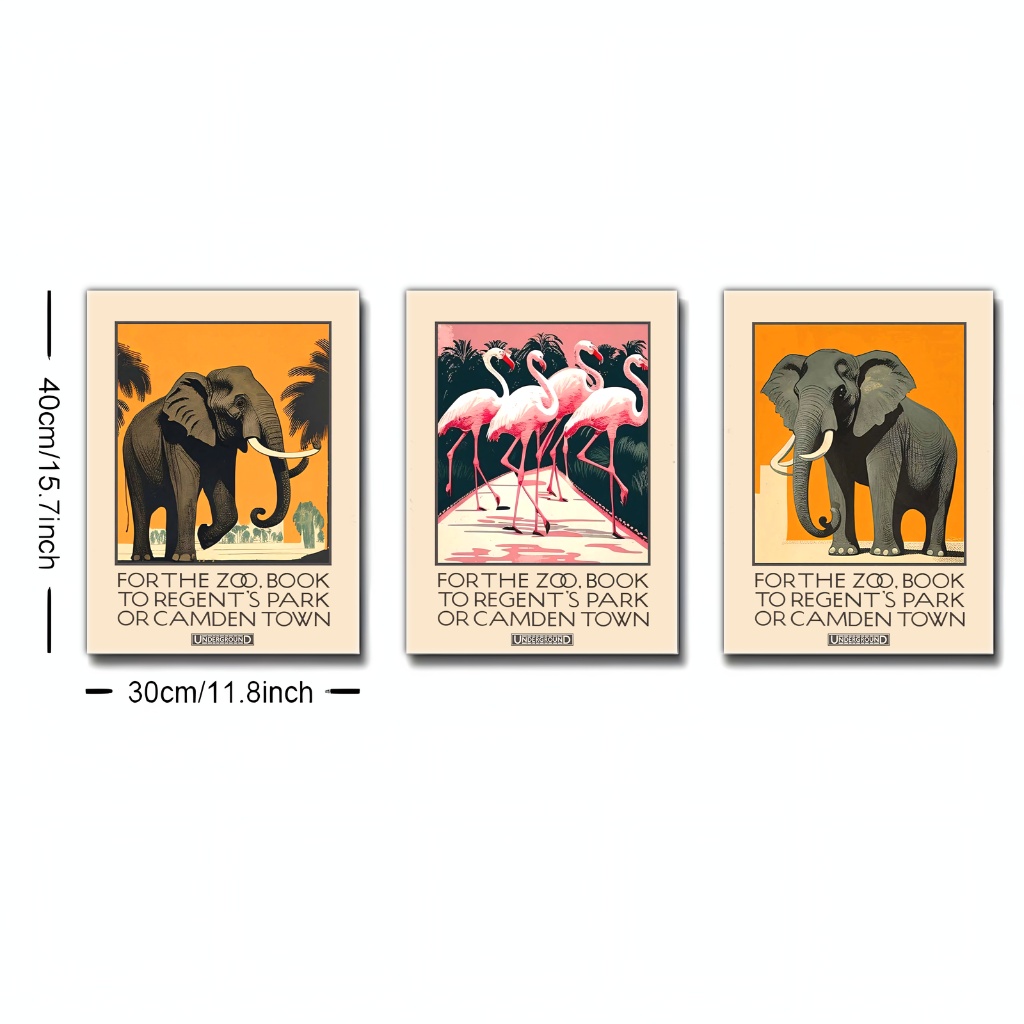 40cm/15.7inch
FOR THE ZOO, BOOK
TO REGENT'S PARK
OR CAMDEN TOWN
UNDERGROUND
FOR THE ZOO, BOOK
TO REGENT'S PARK
OR CAMDEN TOWN
UNDERGROUND
FOR THE ZOO, BOOK
TO REGENT'S PARK
OR CAMDEN TOWN
UNDERGROUND
30cm/11.8inch